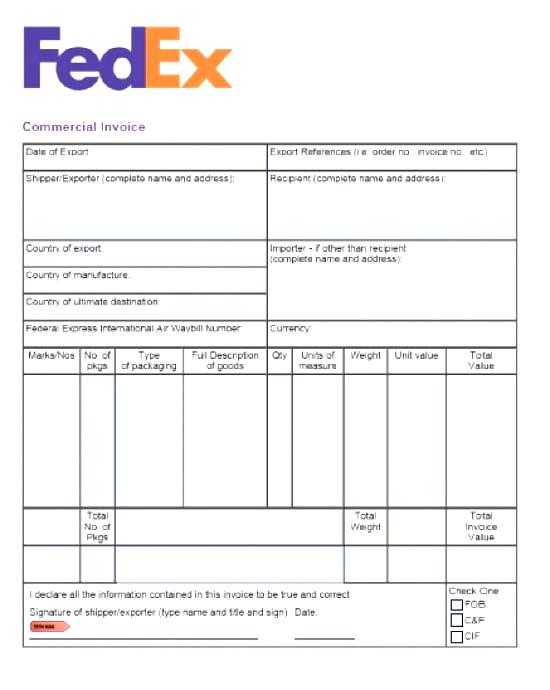 FedEx
Commercial Invoice
Date of Export
Export References (i.e. order no. invoice no. etc)
Shipper/Exporter (complete name and address):
Recipient (complete name and address):
Country of export:
Importer - if other than recipient
(complete name and address):
Country of manufacture:
Country of ultimate destination:
Federal Express International Air Waybill Number
Currency:
Marks/Nos
No. of
pkgs
Type
of packaging
Full Description
of goods
Qty
Units of
measure
Weight
Unit value
Total
Value
Total
No. of
Pkgs
Total
Weight
Total
Invoice
Value
I declare all the information contained in this invoice to be true and correct
Signature of shipper/exporter (type name and title and sign) Date:
Check One
FOB
C&F
CIF